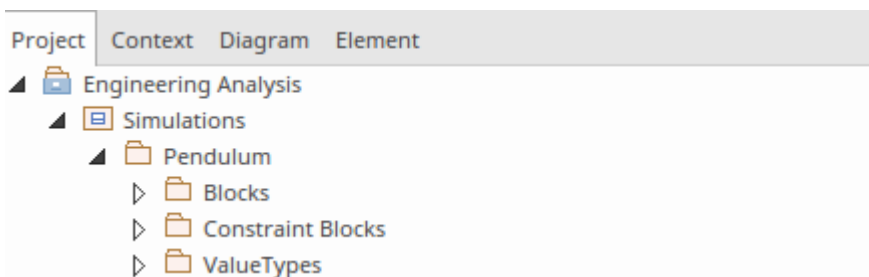 Project Context Diagram Element
Engineering Analysis
Simulations
Pendulum
Blocks
Constraint Blocks
ValueTypes